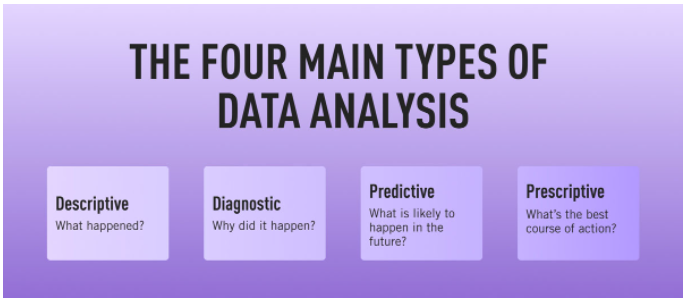 THE FOUR MAIN TYPES OF
DATA ANALYSIS
Descriptive
What happened?
Diagnostic
Why did it happen?
Predictive
What is likely to
happen in the
future?
Prescriptive
What's the best
course of action?